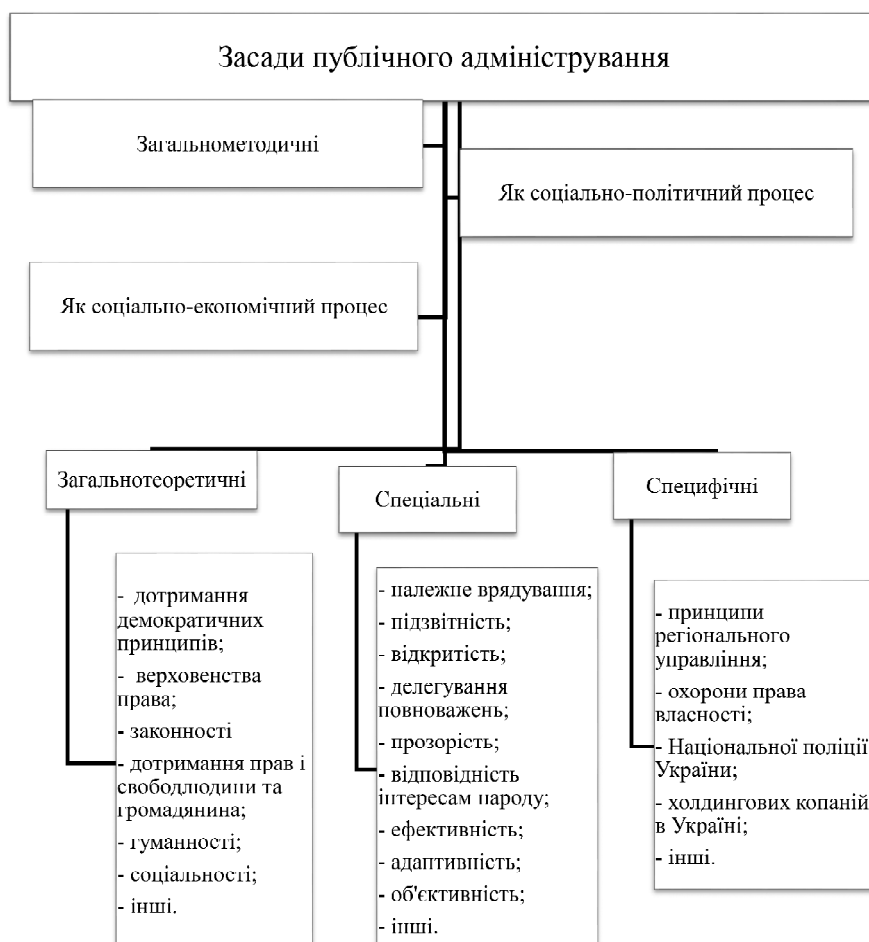 Засади публічного адміністрування
Загальнометодичні
Як соціально-політичний процес
Як соціально-економічний процес
Загальнотеоретичні
- дотримання
демократичних
принципів;
- верховенства
права;
- законності
- дотримання прав і
свободлюдини та
громадянина;
- гуманності;
- соціальності;
- інші.
Спеціальні
- належне врядування;
- підзвітність;
- відкритість;
- делегування
повноважень;
- прозорість;
- відповідність
інтересам народу;
- ефективність;
- адаптивність;
- об'єктивність;
- інші.
Специфічні
- принципи
регіонального
управління;
- охорони права
власності;
- Національної поліції
України;
- холдингових копаній
в Україні;
- інші.